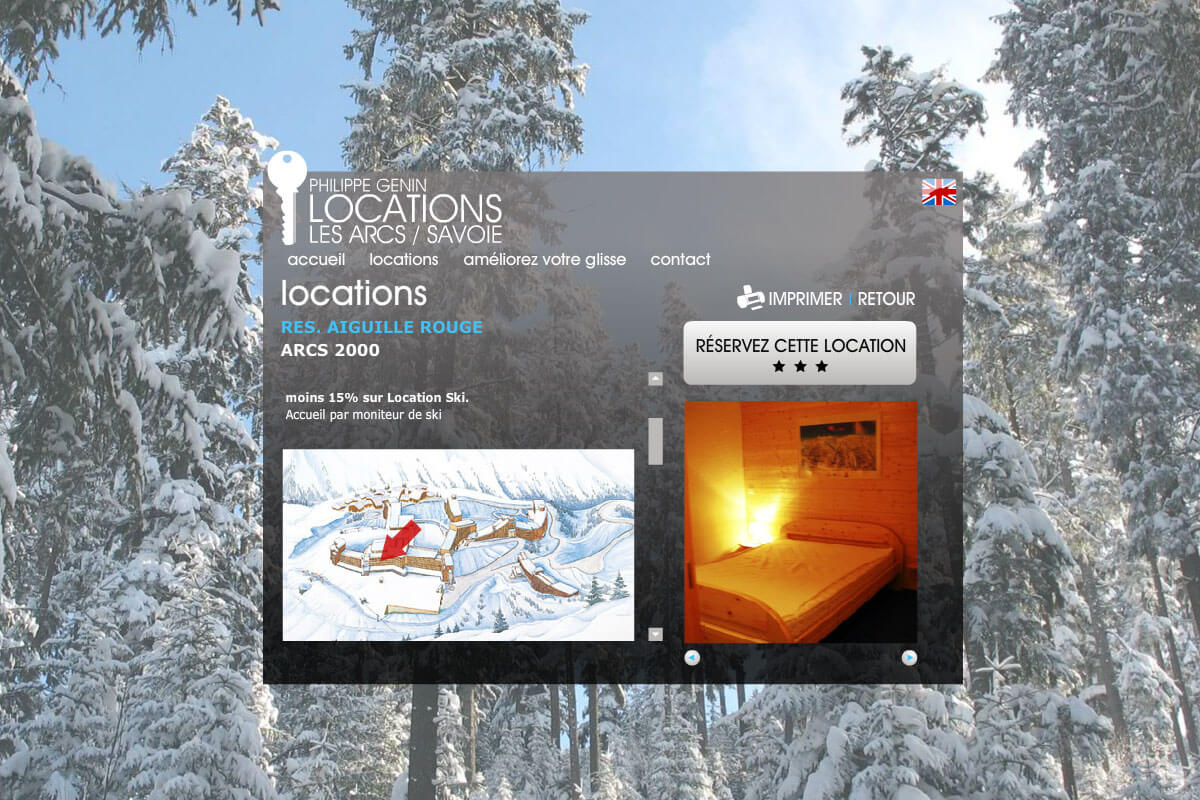 PHILIPPE GENIN
LOCATIONS
LES ARCS / SAVOIE
accueil locations améliorez votre glisse contact
locations
IMPRIMER | RETOUR
RES. AIGUILLE ROUGE
ARCS 2000
RÉSERVEZ CETTE LOCATION
★ ★ ★
moins 15% sur Location Ski.
Accueil par moniteur de ski